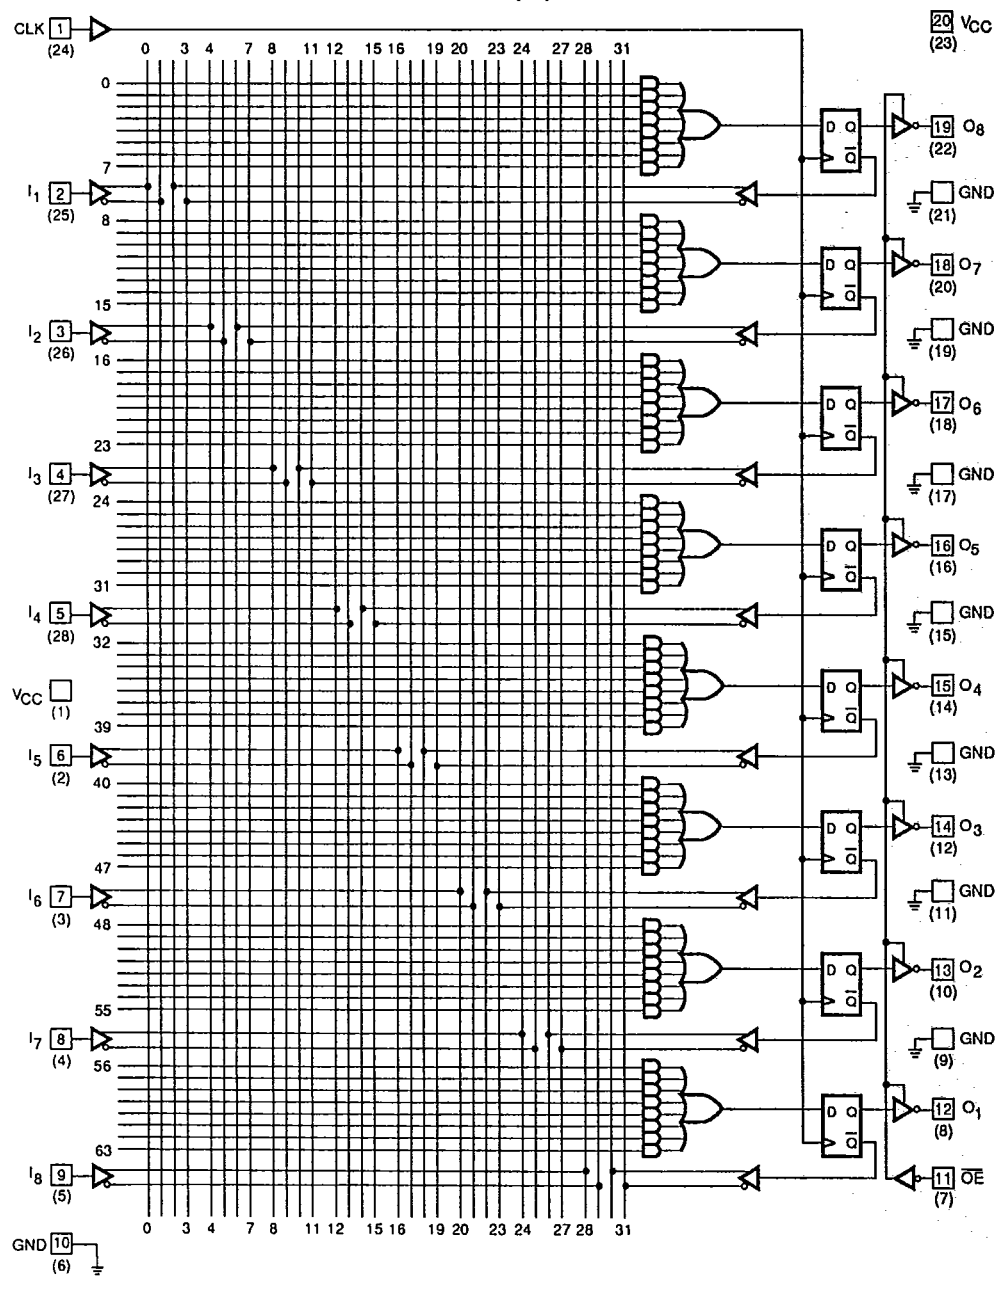 CLK 1 (24)
20 VCC (23)
0 3 4 7 8 11 12 15 16 19 20 23 24 27 28 31
0
D Q
Q̅
19 O8 (22)
7
I1 2 (25)
GND (21)
8
D Q
Q̅
18 O7 (20)
15
I2 3 (26)
GND (19)
16
D Q
Q̅
17 O6 (18)
23
I3 4 (27)
GND (17)
24
D Q
Q̅
16 O5 (16)
31
I4 5 (28)
GND (15)
32
D Q
Q̅
15 O4 (14)
VCC (1)
39
I5 6 (2)
GND (13)
40
D Q
Q̅
14 O3 (12)
47
I6 7 (3)
GND (11)
48
D Q
Q̅
13 O2 (10)
55
I7 8 (4)
GND (9)
56
D Q
Q̅
12 O1 (8)
63
I8 9 (5)
11 O̅E̅ (7)
0 3 4 7 8 11 12 15 16 19 20 23 24 27 28 31
GND 10 (6)